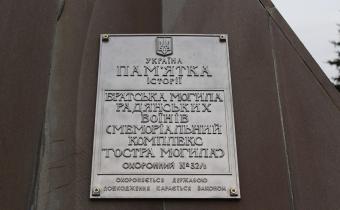 УКРАЇНА
ПАМ'ЯТКА
ІСТОРІЇ
БРАТСЬКА МОГИЛА
РАДЯНСЬКИХ
ВОЇНІВ
(МЕМОРІАЛЬНИЙ
КОМПЛЕКС
"ГОСТРА МОГИЛА")
ОХОРОННИЙ №32/3
ОХОРОНЯЄТЬСЯ ДЕРЖАВОЮ
ПОШКОДЖЕННЯ КАРАЄТЬСЯ ЗАКОНОМ